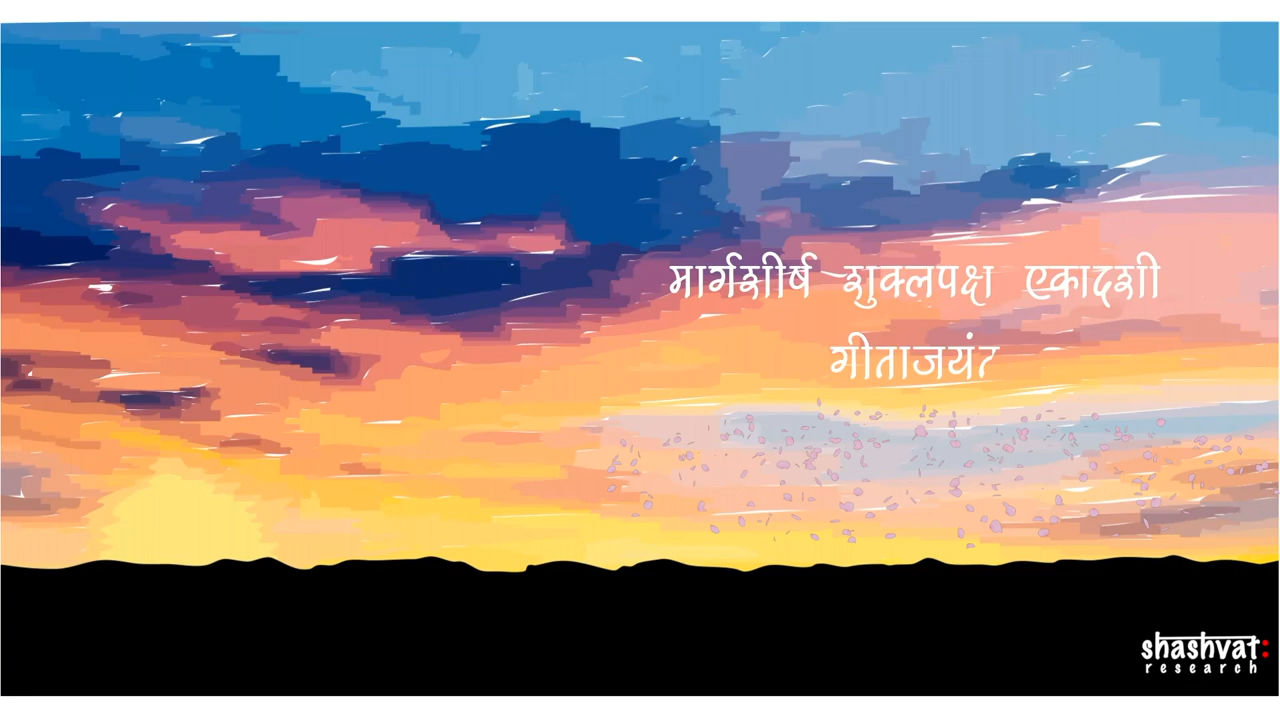 मार्गशीर्ष शुक्लपक्ष एकादशी
गीताजयं
shashvat:
research